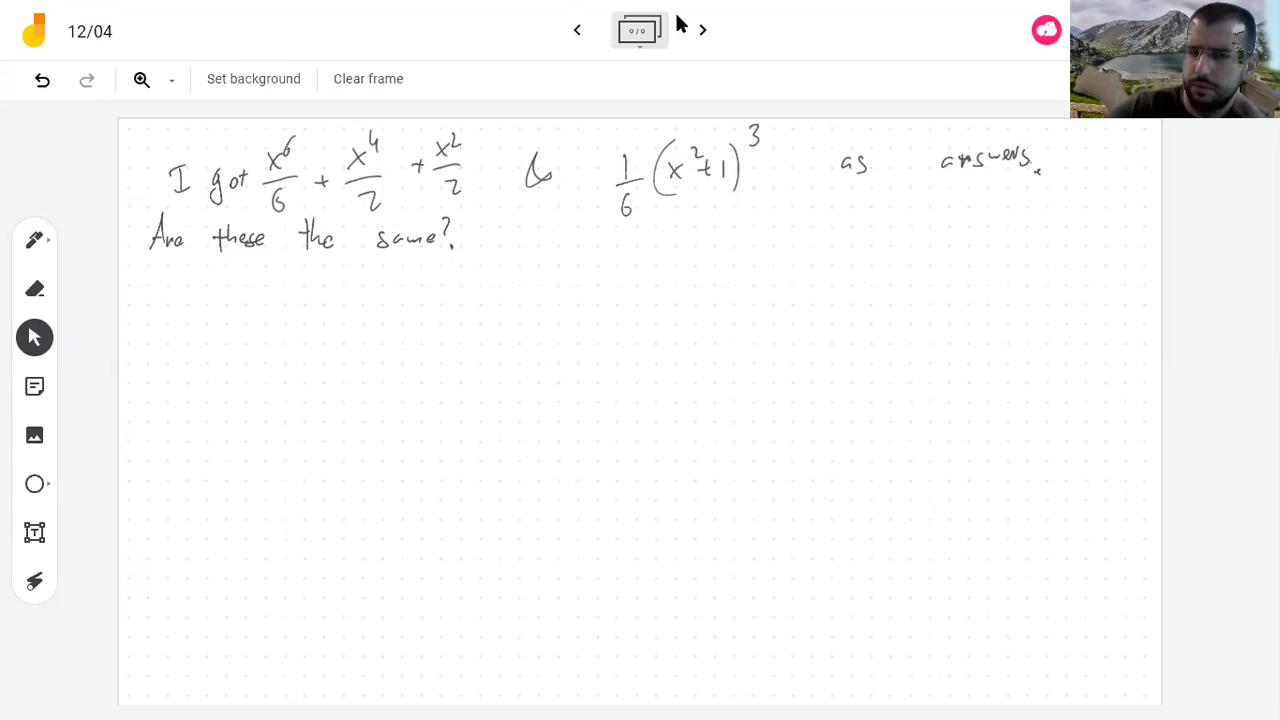 12/04
Set background
Clear frame
I got x^6/6 + x^4/2 + x^2/2 & 1/6 (x^2+1)^3 as answers.
Are these the same?